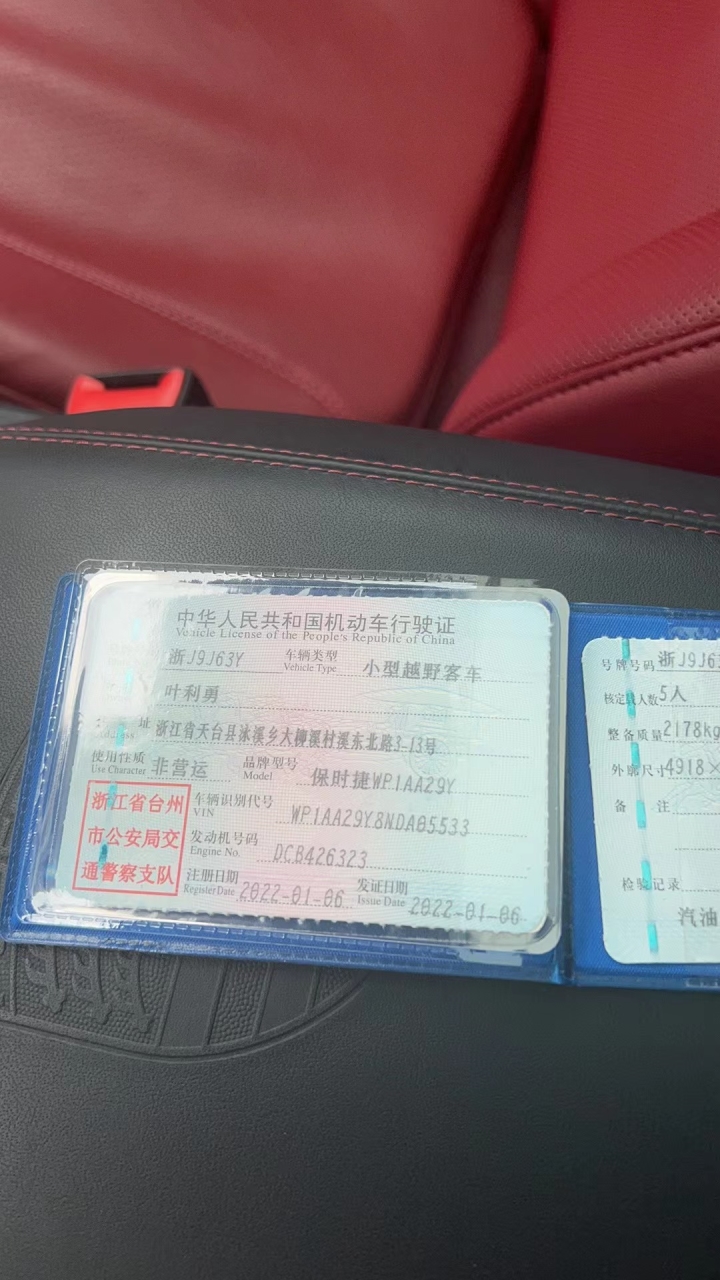 中华人民共和国机动车行驶证
Vehicle License of the People's Republic of China
浙J9J63Y 车辆类型 小型越野客车
Vehicle Type
叶利勇
址 浙江省天台县泳溪乡大柳溪村溪东北路3-13号
Address
使用性质 非营运 品牌型号 保时捷WP1AA29Y
Use Character Model
浙江省台州
市公安局交
通警察支队
车辆识别代号 WP1AA29Y8NDA05533
VIN
发动机号码 DCB426323
Engine No.
注册日期 2022-01-06 发证日期 2022-01-06
Register Date Issue Date
号牌号码 浙J9J63
核定载人数 5人
整备质量 2178kg
外廓尺寸 4918×
备 注
检验记录
汽油